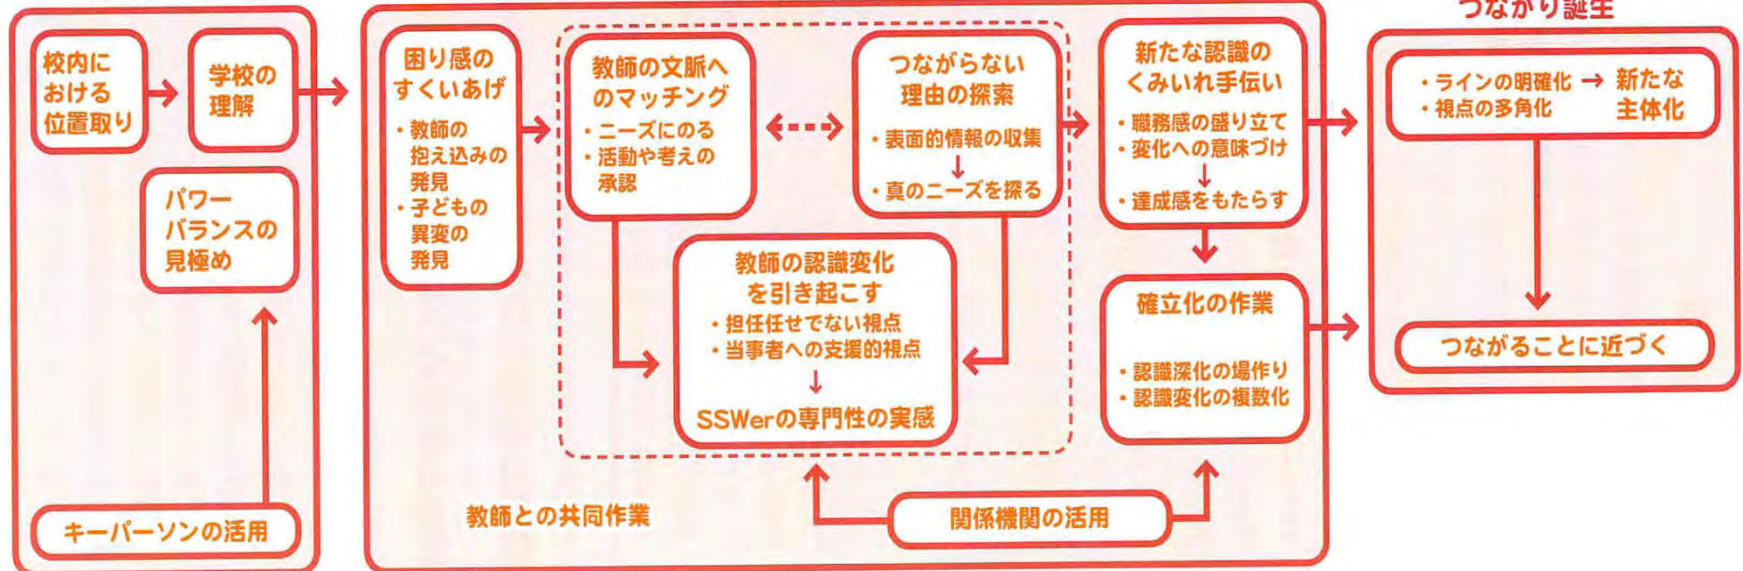 つながり誕生
校内に
おける
位置取り
学校の
理解
パワー
バランスの
見極め
キーパーソンの活用
困り感の
すくいあげ
・教師の
抱え込みの
発見
・子どもの
異変の
発見
教師の文脈へ
のマッチング
・ニーズにのる
・活動や考えの
承認
つながらない
理由の探索
・表面的情報の収集
↓
・真のニーズを探る
教師の認識変化
を引き起こす
・担任任せでない視点
・当事者への支援的視点
↓
SSWerの専門性の実感
新たな認識の
くみいれ手伝い
・職務感の盛り立て
・変化への意味づけ
↓
・達成感をもたらす
確立化の作業
・認識深化の場作り
・認識変化の複数化
教師との共同作業
関係機関の活用
・ラインの明確化 → 新たな
・視点の多角化 主体化
つながることに近づく